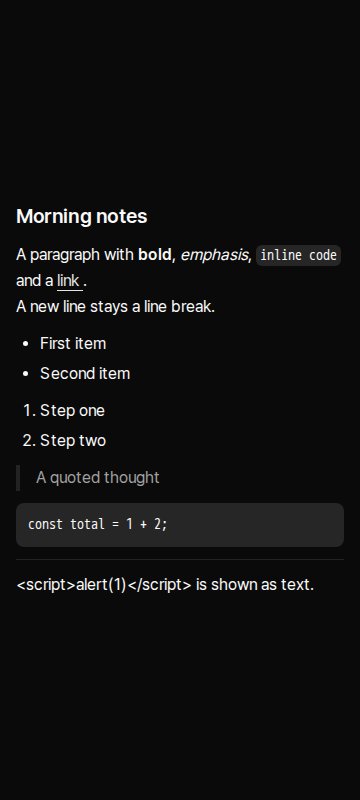 Morning notes
A paragraph with bold, emphasis, inline code
and a link .
A new line stays a line break.
• First item
• Second item
1. Step one
2. Step two
A quoted thought
const total = 1 + 2;
<script>alert(1)</script> is shown as text.